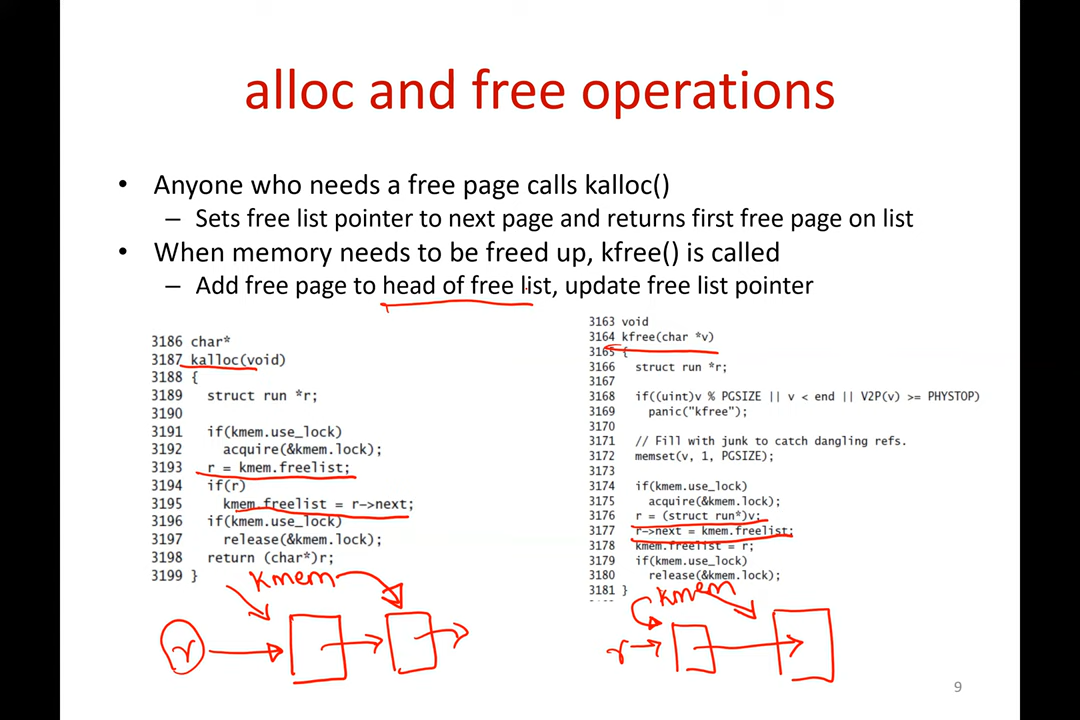 alloc and free operations
• Anyone who needs a free page calls kalloc()
– Sets free list pointer to next page and returns first free page on list
• When memory needs to be freed up, kfree() is called
– Add free page to head of free list, update free list pointer
3186 char*
3187 kalloc(void)
3188 {
3189 struct run *r;
3190
3191 if(kmem.use_lock)
3192 acquire(&kmem.lock);
3193 r = kmem.freelist;
3194 if(r)
3195 kmem.freelist = r->next;
3196 if(kmem.use_lock)
3197 release(&kmem.lock);
3198 return (char*)r;
3199 }
kmem
r
3163 void
3164 kfree(char *v)
3165 {
3166 struct run *r;
3167
3168 if((uint)v % PGSIZE || v < end || V2P(v) >= PHYSTOP)
3169 panic("kfree");
3170
3171 // Fill with junk to catch dangling refs.
3172 memset(v, 1, PGSIZE);
3173
3174 if(kmem.use_lock)
3175 acquire(&kmem.lock);
3176 r = (struct run*)v;
3177 r->next = kmem.freelist;
3178 kmem.freelist = r;
3179 if(kmem.use_lock)
3180 release(&kmem.lock);
3181 }
kmem
r
9